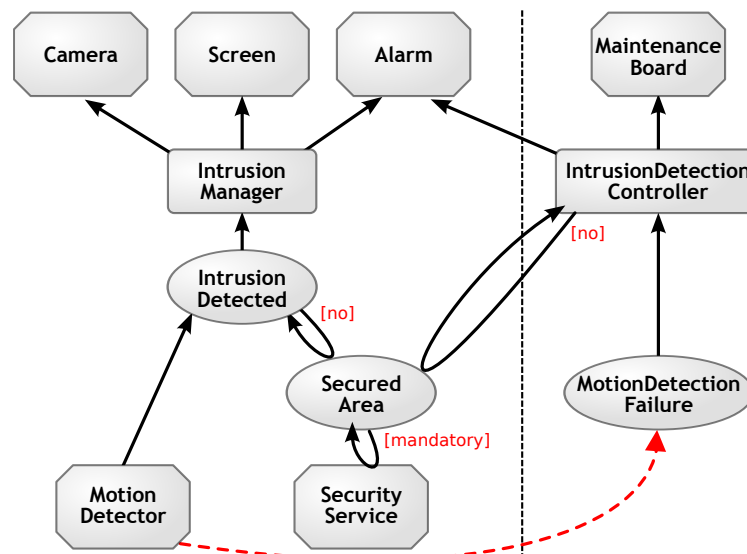 Camera
Screen
Alarm
Maintenance
Board
Intrusion
Manager
IntrusionDetection
Controller
[no]
Intrusion
Detected
[no]
Secured
Area
MotionDetection
Failure
[mandatory]
Motion
Detector
Security
Service